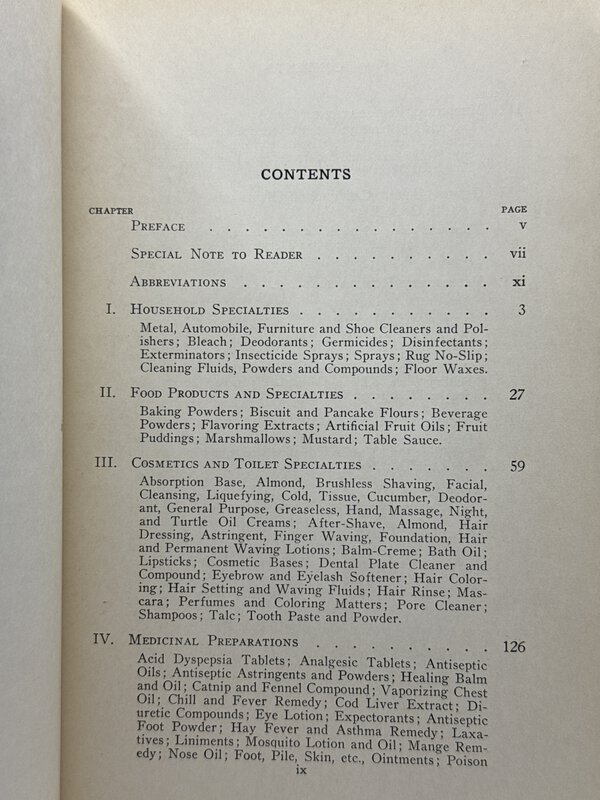 CONTENTS
CHAPTER PAGE
PREFACE . . . . . . . . . . . . . . . . v
SPECIAL NOTE TO READER . . . . . . . . . . vii
ABBREVIATIONS . . . . . . . . . . . . . . xi
I. HOUSEHOLD SPECIALTIES . . . . . . . . . . . 3
Metal, Automobile, Furniture and Shoe Cleaners and Pol-
ishers; Bleach; Deodorants; Germicides; Disinfectants;
Exterminators; Insecticide Sprays; Sprays; Rug No-Slip;
Cleaning Fluids, Powders and Compounds; Floor Waxes.
II. FOOD PRODUCTS AND SPECIALTIES . . . . . . . . 27
Baking Powders; Biscuit and Pancake Flours; Beverage
Powders; Flavoring Extracts; Artificial Fruit Oils; Fruit
Puddings; Marshmallows; Mustard; Table Sauce.
III. COSMETICS AND TOILET SPECIALTIES . . . . . . . 59
Absorption Base, Almond, Brushless Shaving, Facial,
Cleansing, Liquefying, Cold, Tissue, Cucumber, Deodor-
ant, General Purpose, Greaseless, Hand, Massage, Night,
and Turtle Oil Creams; After-Shave, Almond, Hair
Dressing, Astringent, Finger Waving, Foundation, Hair
and Permanent Waving Lotions; Balm-Creme; Bath Oil;
Lipsticks; Cosmetic Bases; Dental Plate Cleaner and
Compound; Eyebrow and Eyelash Softener; Hair Color-
ing; Hair Setting and Waving Fluids; Hair Rinse; Mas-
cara; Perfumes and Coloring Matters; Pore Cleaner;
Shampoos; Talc; Tooth Paste and Powder.
IV. MEDICINAL PREPARATIONS . . . . . . . . . . 126
Acid Dyspepsia Tablets; Analgesic Tablets; Antiseptic
Oils; Antiseptic Astringents and Powders; Healing Balm
and Oil; Catnip and Fennel Compound; Vaporizing Chest
Oil; Chill and Fever Remedy; Cod Liver Extract; Di-
uretic Compounds; Eye Lotion; Expectorants; Antiseptic
Foot Powder; Hay Fever and Asthma Remedy; Laxa-
tives; Liniments; Mosquito Lotion and Oil; Mange Rem-
edy; Nose Oil; Foot, Pile, Skin, etc., Ointments; Poison
ix